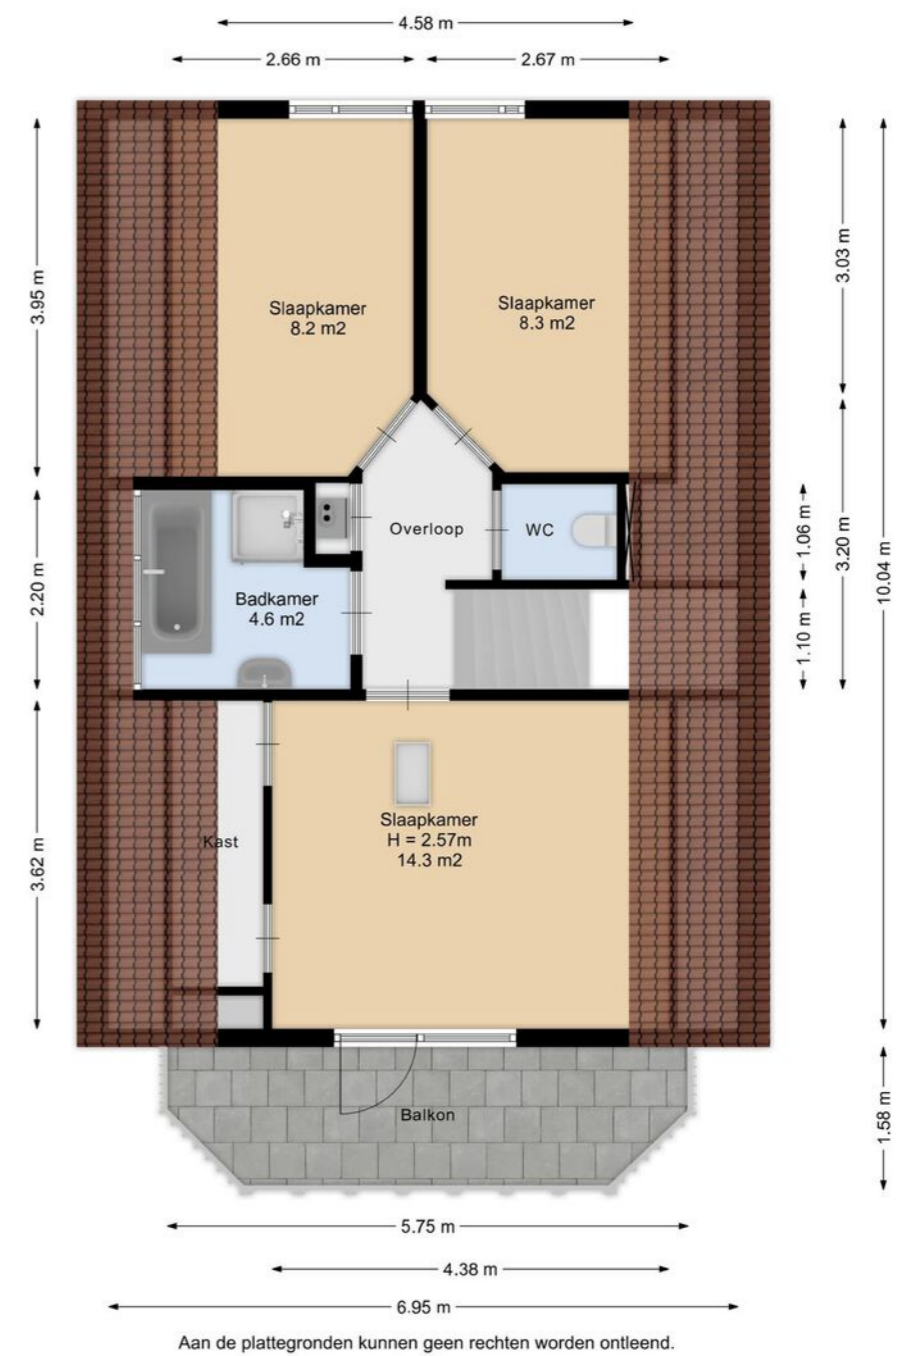 4.58 m
2.66 m
2.67 m
3.95 m
3.03 m
Slaapkamer
8.2 m2
Slaapkamer
8.3 m2
2.20 m
Overloop
WC
1.06 m
3.20 m
10.04 m
Badkamer
4.6 m2
1.10 m
3.62 m
Kast
Slaapkamer
H = 2.57m
14.3 m2
Balkon
1.58 m
5.75 m
4.38 m
6.95 m
Aan de plattegronden kunnen geen rechten worden ontleend.